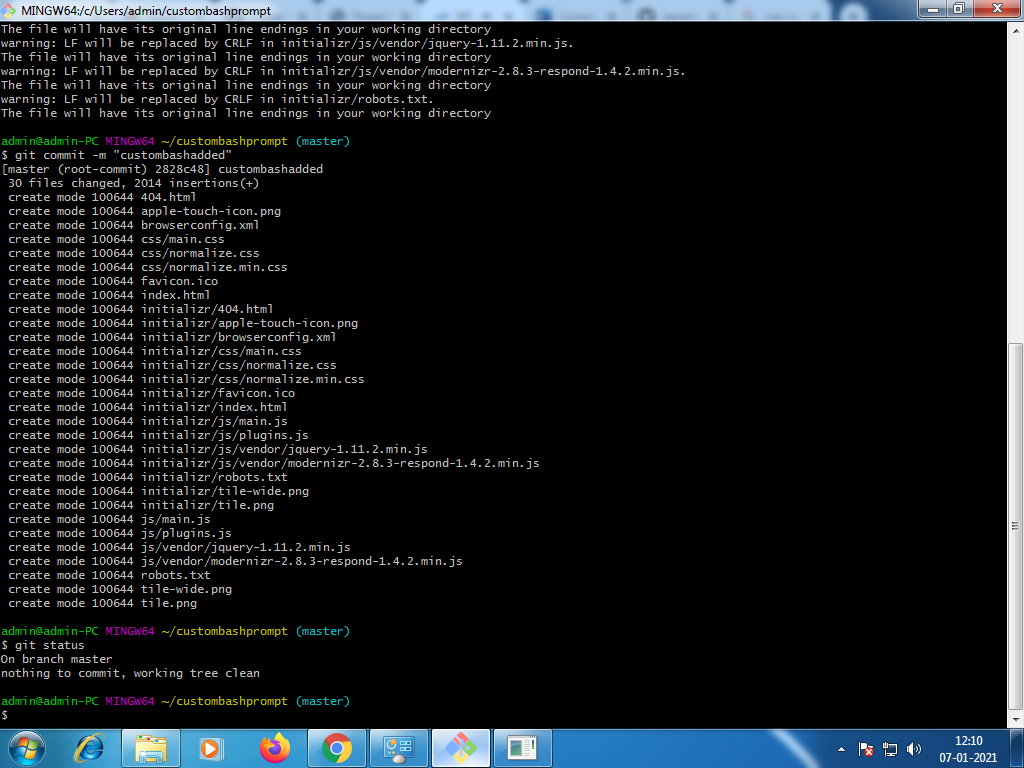 MINGW64:/c/Users/admin/custombashprompt
The file will have its original line endings in your working directory
warning: LF will be replaced by CRLF in initializr/js/vendor/jquery-1.11.2.min.js.
The file will have its original line endings in your working directory
warning: LF will be replaced by CRLF in initializr/js/vendor/modernizr-2.8.3-respond-1.4.2.min.js.
The file will have its original line endings in your working directory
warning: LF will be replaced by CRLF in initializr/robots.txt.
The file will have its original line endings in your working directory
admin@admin-PC MINGW64 ~/custombashprompt (master)
$ git commit -m "custombashadded"
[master (root-commit) 2828c48] custombashadded
30 files changed, 2014 insertions(+)
create mode 100644 404.html
create mode 100644 apple-touch-icon.png
create mode 100644 browserconfig.xml
create mode 100644 css/main.css
create mode 100644 css/normalize.css
create mode 100644 css/normalize.min.css
create mode 100644 favicon.ico
create mode 100644 index.html
create mode 100644 initializr/404.html
create mode 100644 initializr/apple-touch-icon.png
create mode 100644 initializr/browserconfig.xml
create mode 100644 initializr/css/main.css
create mode 100644 initializr/css/normalize.css
create mode 100644 initializr/css/normalize.min.css
create mode 100644 initializr/favicon.ico
create mode 100644 initializr/index.html
create mode 100644 initializr/js/main.js
create mode 100644 initializr/js/plugins.js
create mode 100644 initializr/js/vendor/jquery-1.11.2.min.js
create mode 100644 initializr/js/vendor/modernizr-2.8.3-respond-1.4.2.min.js
create mode 100644 initializr/robots.txt
create mode 100644 initializr/tile-wide.png
create mode 100644 initializr/tile.png
create mode 100644 js/main.js
create mode 100644 js/plugins.js
create mode 100644 js/vendor/jquery-1.11.2.min.js
create mode 100644 js/vendor/modernizr-2.8.3-respond-1.4.2.min.js
create mode 100644 robots.txt
create mode 100644 tile-wide.png
create mode 100644 tile.png
admin@admin-PC MINGW64 ~/custombashprompt (master)
$ git status
On branch master
nothing to commit, working tree clean
admin@admin-PC MINGW64 ~/custombashprompt (master)
$
12:10
07-01-2021